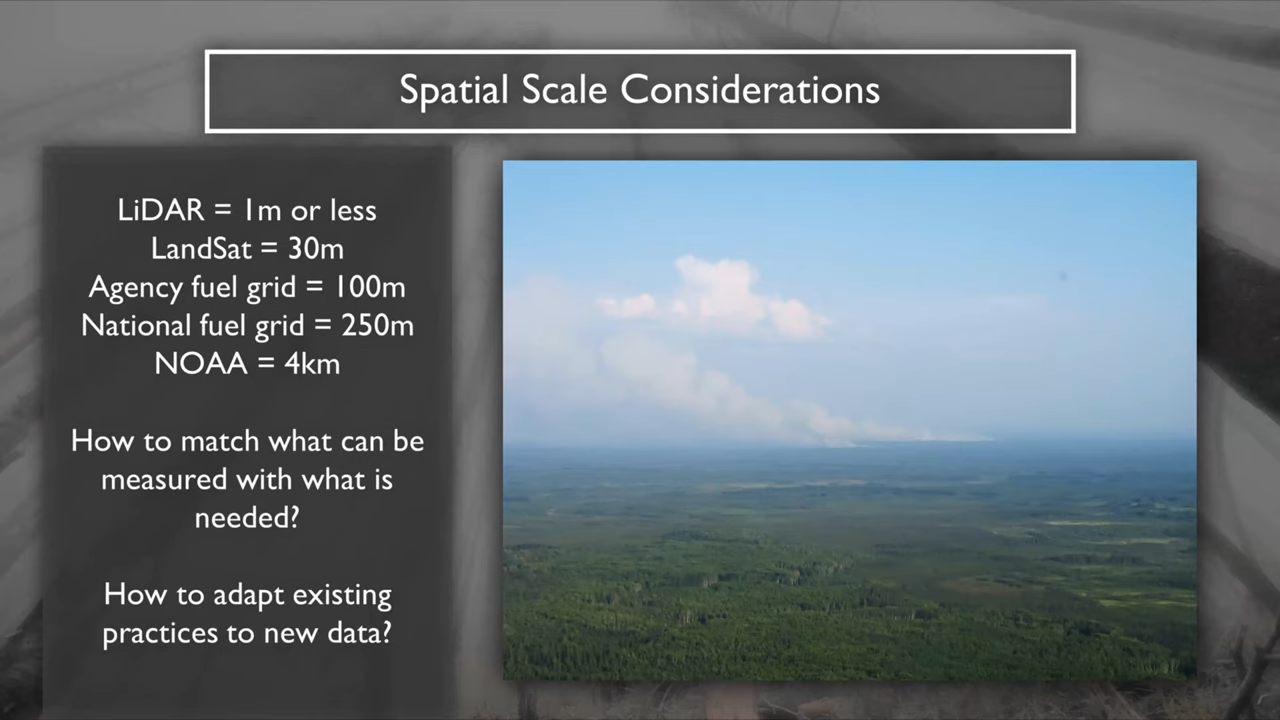 Spatial Scale Considerations
LiDAR = 1m or less
LandSat = 30m
Agency fuel grid = 100m
National fuel grid = 250m
NOAA = 4km
How to match what can be
measured with what is
needed?
How to adapt existing
practices to new data?